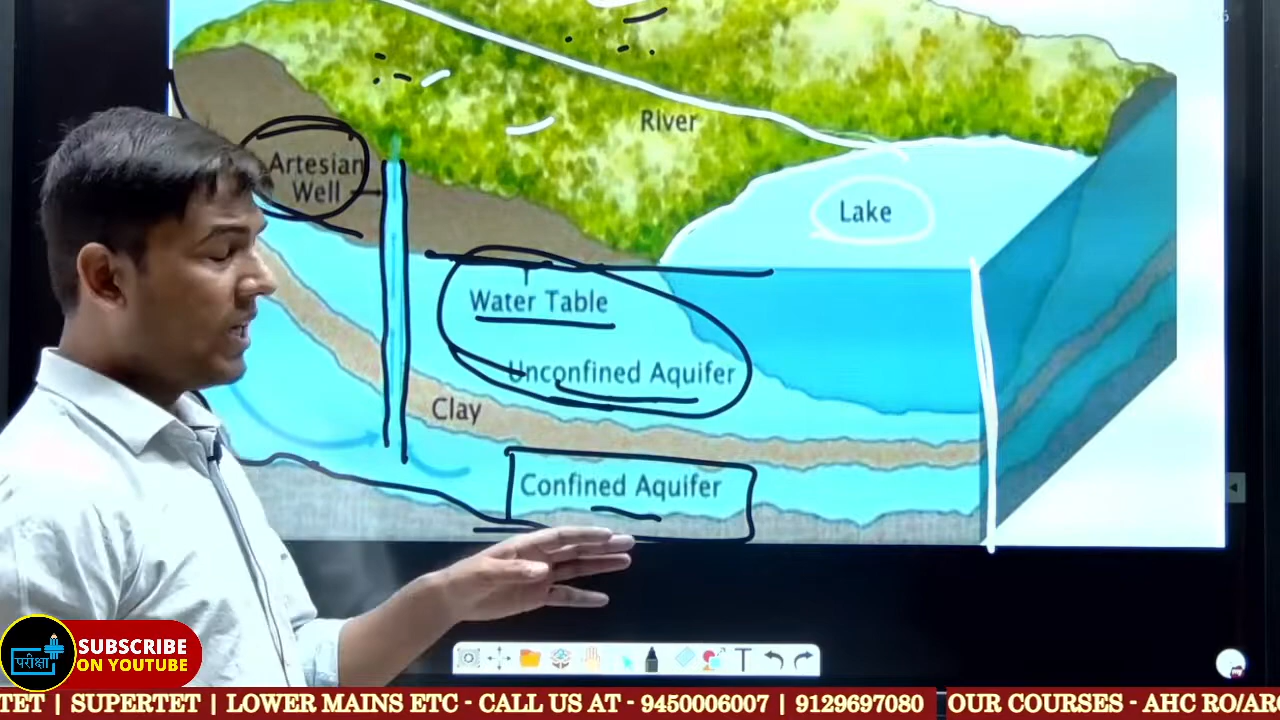 River
Artesian
Well
Lake
Water Table
Unconfined Aquifer
Clay
Confined Aquifer
T
परीक्षा
SUBSCRIBE
ON YOUTUBE
TET | SUPERTET | LOWER MAINS ETC - CALL US AT - 9450006007 | 9129697080 OUR COURSES - AHC RO/ARO